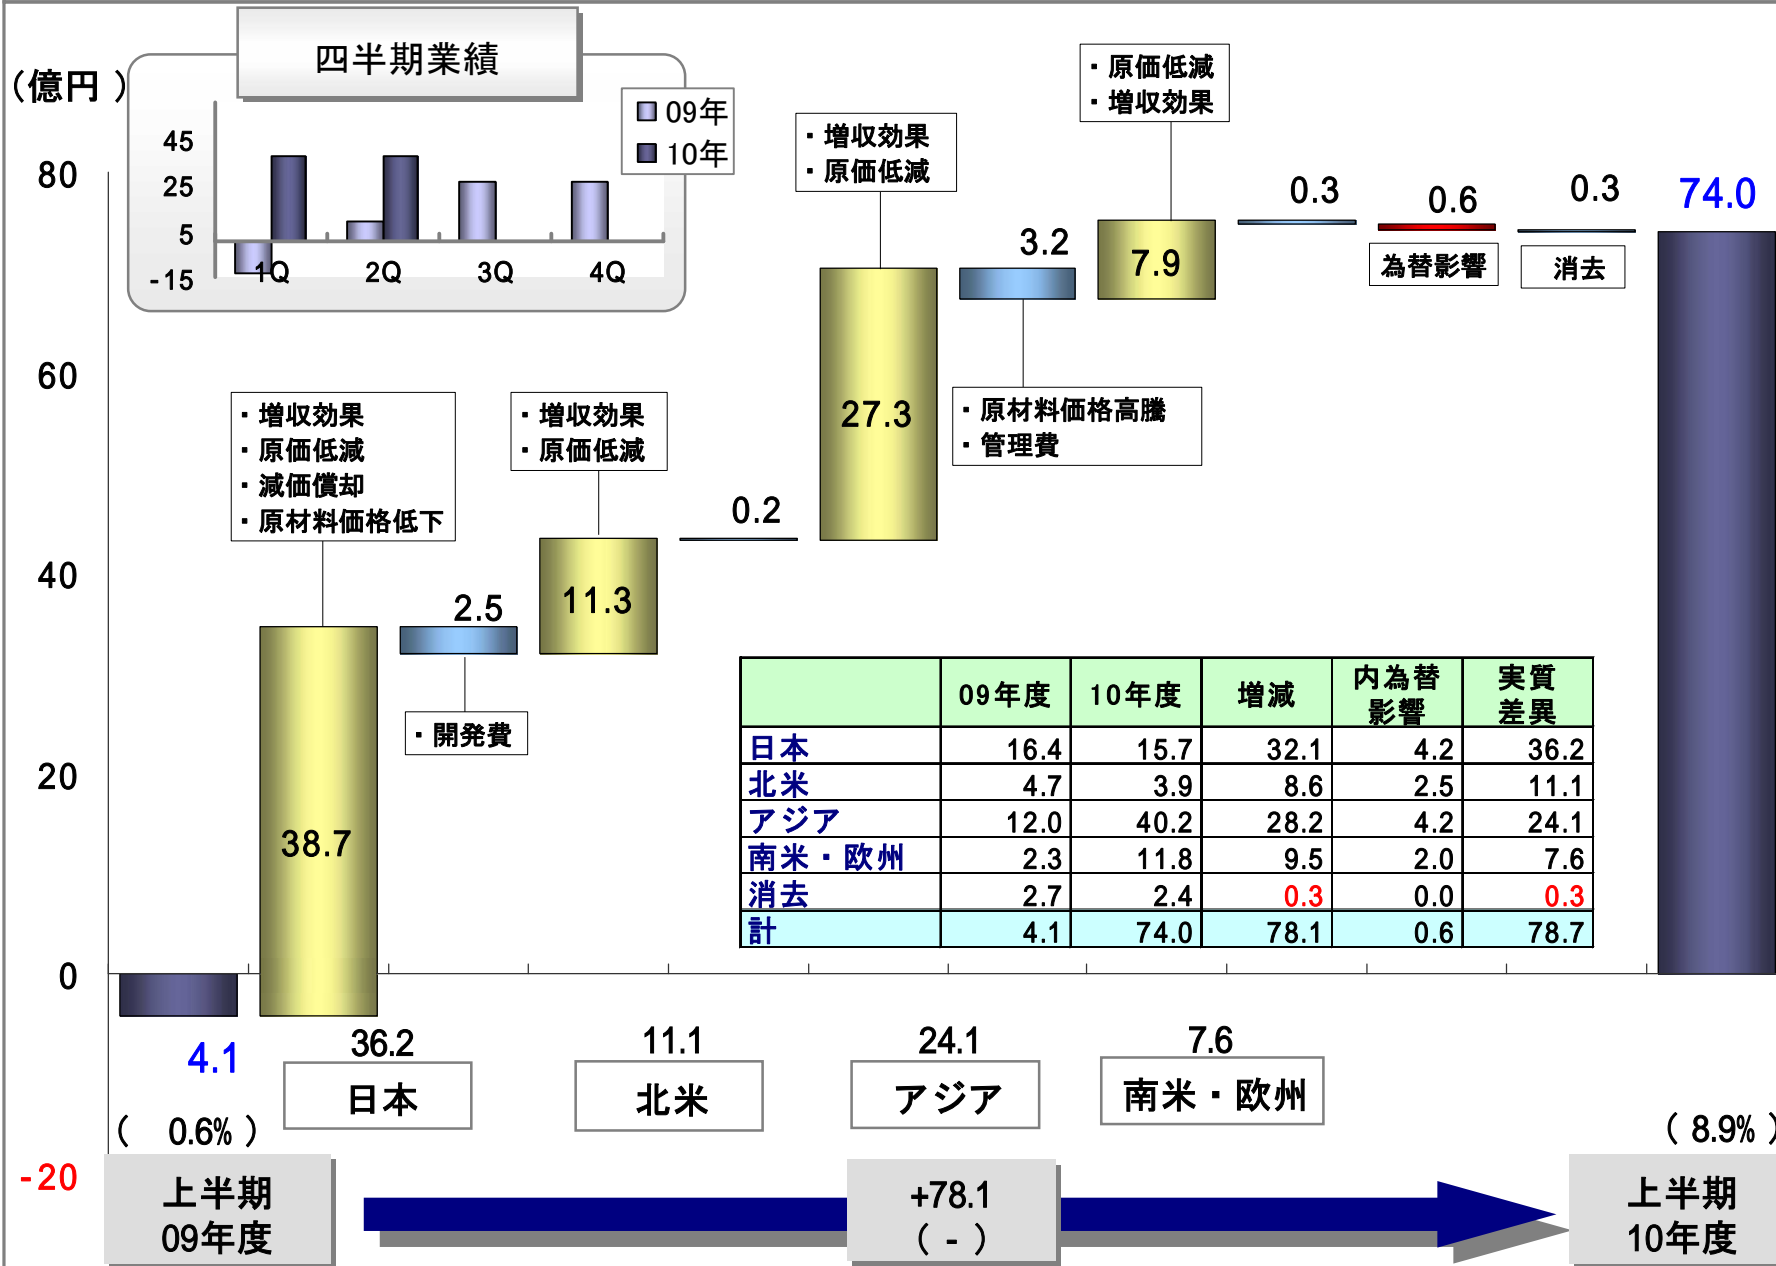 四半期業績
(億円 )
09年
10年
45
25
5
-15
1Q
2Q
3Q
4Q
80
60
40
20
0
-20
・増収効果
・原価低減
・減価償却
・原材料価格低下
38.7
2.5
・開発費
・増収効果
・原価低減
11.3
0.2
・増収効果
・原価低減
27.3
3.2
・原材料価格高騰
・管理費
・原価低減
・増収効果
7.9
0.3
0.6
為替影響
0.3
消去
74.0
09年度 10年度 増減 内為替影響 実質差異
日本 16.4 15.7 32.1 4.2 36.2
北米 4.7 3.9 8.6 2.5 11.1
アジア 12.0 40.2 28.2 4.2 24.1
南米・欧州 2.3 11.8 9.5 2.0 7.6
消去 2.7 2.4 0.3 0.0 0.3
計 4.1 74.0 78.1 0.6 78.7
4.1
36.2
11.1
24.1
7.6
日本
北米
アジア
南米・欧州
( 0.6% )
( 8.9% )
上半期
09年度
+78.1
( - )
上半期
10年度